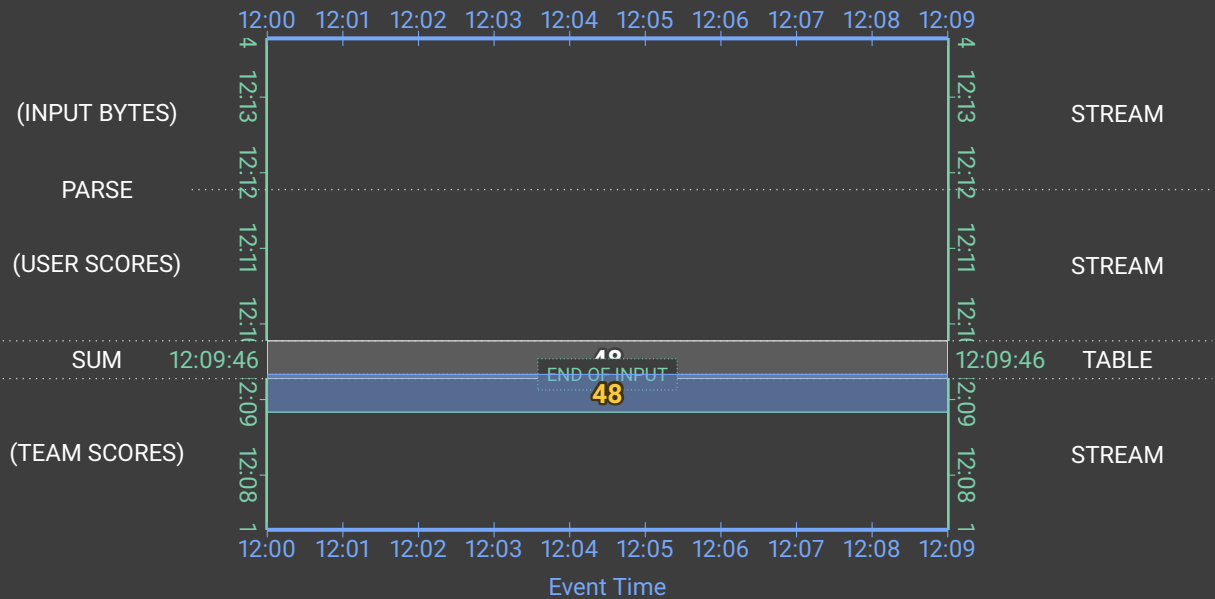 12:00 12:01 12:02 12:03 12:04 12:05 12:06 12:07 12:08 12:09
12:13 12:13
(INPUT BYTES) STREAM
12:12 12:12
PARSE
12:11 12:11
(USER SCORES) STREAM
SUM 12:09:46 48 12:09:46 TABLE
END OF INPUT
48
2:09 2:09
(TEAM SCORES) STREAM
12:08 12:08
12:00 12:01 12:02 12:03 12:04 12:05 12:06 12:07 12:08 12:09
Event Time